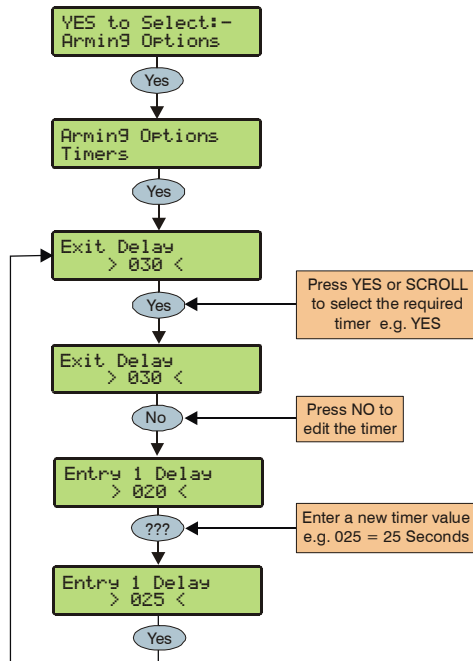 YES to Select:-
Arming Options
Yes
Arming Options
Timers
Yes
Exit Delay
> 030 <
Yes
Press YES or SCROLL
to select the required
timer e.g. YES
Exit Delay
> 030 <
No
Press NO to
edit the timer
Entry 1 Delay
> 020 <
???
Enter a new timer value
e.g. 025 = 25 Seconds
Entry 1 Delay
> 025 <
Yes